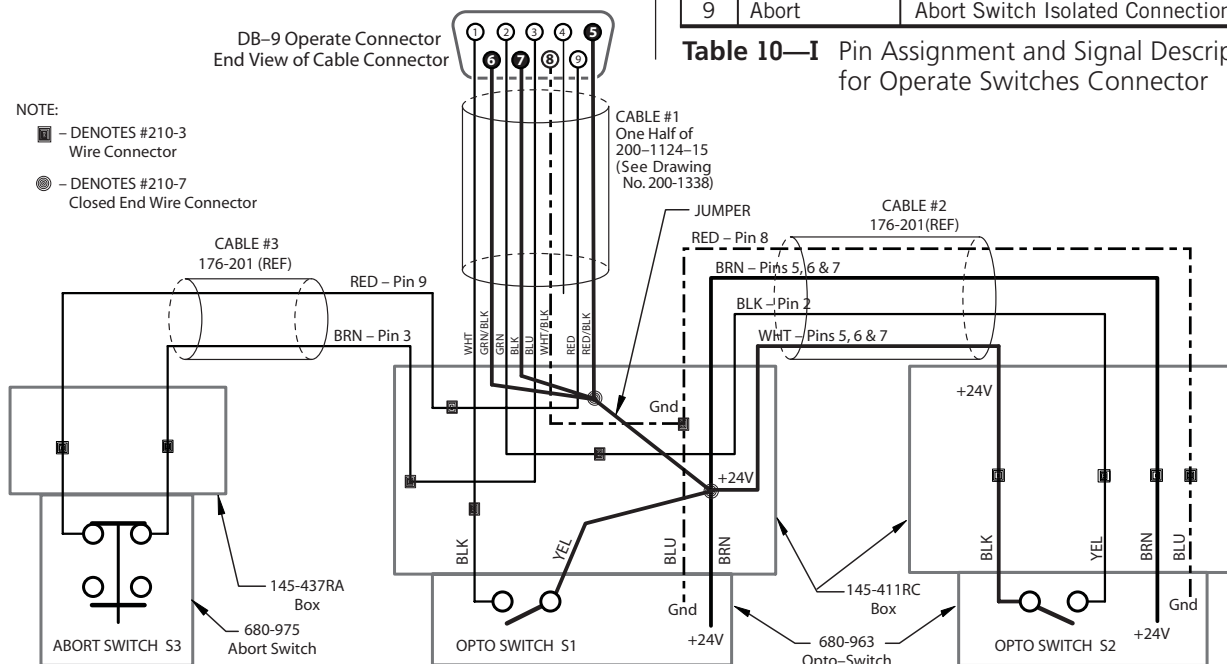 9 Abort Abort Switch Isolated Connection
Table 10—I Pin Assignment and Signal Descrip
for Operate Switches Connector
DB–9 Operate Connector
End View of Cable Connector
1 2 3 4 5
6 7 8 9
NOTE:
– DENOTES #210-3
Wire Connector
– DENOTES #210-7
Closed End Wire Connector
CABLE #1
One Half of
200–1124–15
(See Drawing
No. 200-1338)
JUMPER
CABLE #2
176-201(REF)
CABLE #3
176-201 (REF)
RED – Pin 8
BRN – Pins 5, 6 & 7
BLK – Pin 2
WHT – Pins 5, 6 & 7
RED – Pin 9
BRN – Pin 3
WHT
GRN/BLK
GRN
BLK
BLU
WHT/BLK
RED
RED/BLK
Gnd
+24V
+24V
BLK
YEL
BLU
BRN
BLK
YEL
BRN
BLU
145-437RA
Box
145-411RC
Box
Gnd
+24V
Gnd
+24V
680-975
Abort Switch
680-963
Opto–Switch
ABORT SWITCH S3
OPTO SWITCH S1
OPTO SWITCH S2